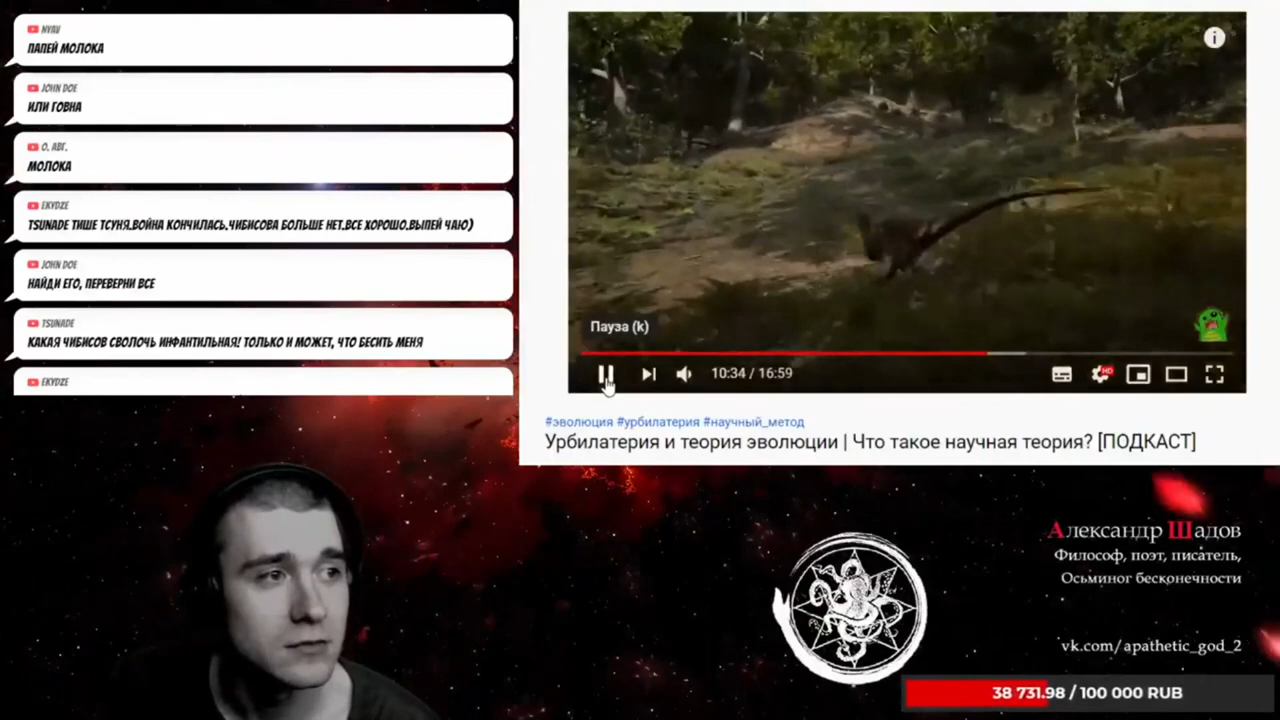 NYAV
ПАПЕЙ МОЛОКА
JOHN DOE
ИЛИ ГОВНА
О. АВГ.
МОЛОКА
EKYDZE
TSUNADE ТИШЕ ТСУНЯ.ВОЙНА КОНЧИЛАСЬ.ЧИБИСОВА БОЛЬШЕ НЕТ.ВСЕ ХОРОШО.ВЫПЕЙ ЧАЮ)
JOHN DOE
НАЙДИ ЕГО, ПЕРЕВЕРНИ ВСЕ
TSUNADE
КАКАЯ ЧИБИСОВ СВОЛОЧЬ ИНФАНТИЛЬНАЯ! ТОЛЬКО И МОЖЕТ, ЧТО БЕСИТЬ МЕНЯ
EKYDZE
Пауза (k)
10:34 / 16:59
HD
#эволюция #урбилатерия #научный_метод
Урбилатерия и теория эволюции | Что такое научная теория? [ПОДКАСТ]
Александр Шадов
Философ, поэт, писатель,
Осьминог бесконечности
vk.com/apathetic_god_2
38 731.98 / 100 000 RUB